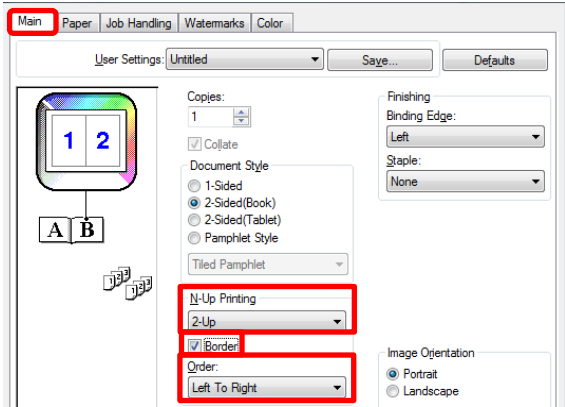 Main Paper Job Handling Watermarks Color
User Settings: Untitled Save... Defaults
1 2
A B
123 123
Copies:
1
Collate
Document Style
1-Sided
2-Sided(Book)
2-Sided(Tablet)
Pamphlet Style
Tiled Pamphlet
N-Up Printing
2-Up
Border
Order:
Left To Right
Finishing
Binding Edge:
Left
Staple:
None
Image Orientation
Portrait
Landscape